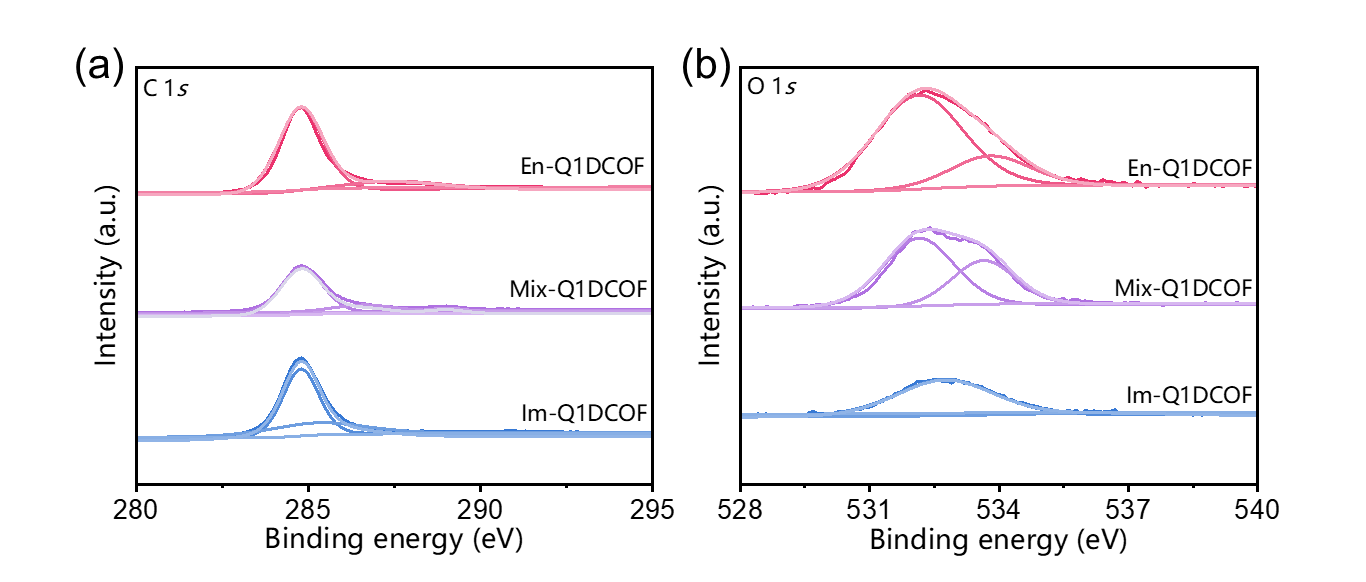 (a)
C 1s
En-Q1DCOF
Mix-Q1DCOF
Im-Q1DCOF
Intensity (a.u.)
280 285 290 295
Binding energy (eV)
(b)
O 1s
En-Q1DCOF
Mix-Q1DCOF
Im-Q1DCOF
Intensity (a.u.)
528 531 534 537 540
Binding energy (eV)